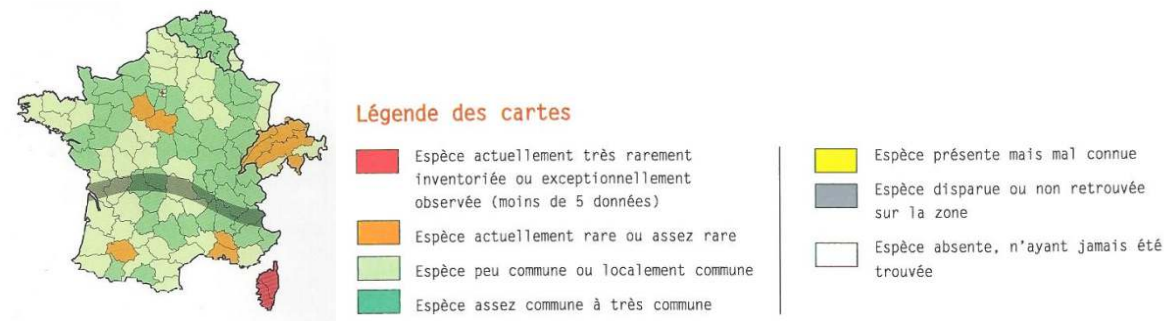 Légende des cartes
Espèce actuellement très rarement
inventoriée ou exceptionnellement
observée (moins de 5 données)
Espèce actuellement rare ou assez rare
Espèce peu commune ou localement commune
Espèce assez commune à très commune
Espèce présente mais mal connue
Espèce disparue ou non retrouvée
sur la zone
Espèce absente, n'ayant jamais été
trouvée